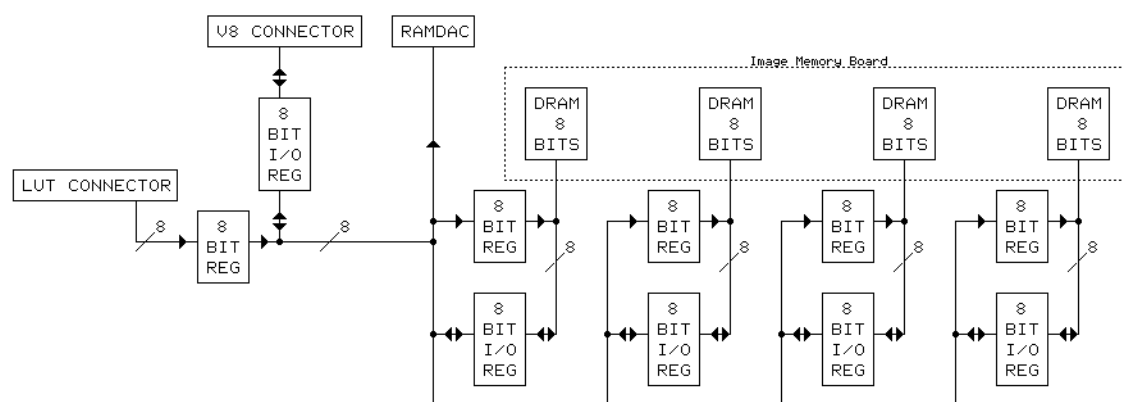 V8 CONNECTOR
RAMDAC
Image Memory Board
8
BIT
I/O
REG
DRAM
8
BITS
DRAM
8
BITS
DRAM
8
BITS
DRAM
8
BITS
LUT CONNECTOR
8
8
BIT
REG
8
8
BIT
REG
8
8
BIT
REG
8
8
BIT
REG
8
8
BIT
REG
8
8
BIT
I/O
REG
8
BIT
I/O
REG
8
BIT
I/O
REG
8
BIT
I/O
REG